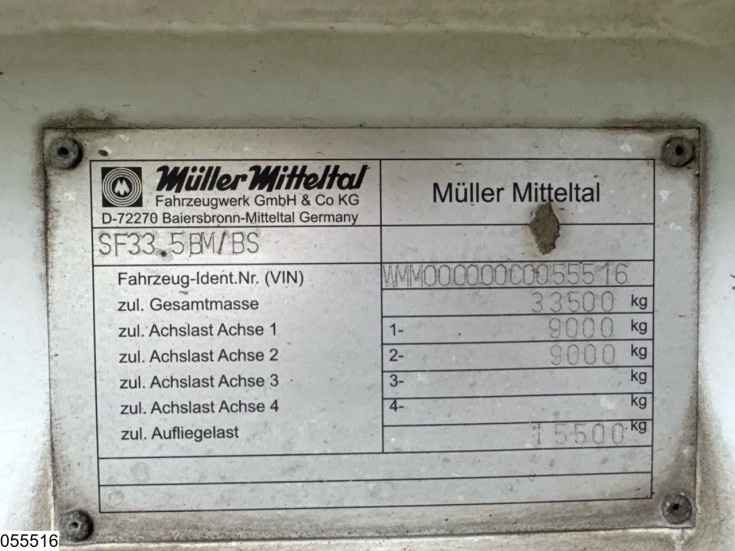 Müller Mitteltal
Fahrzeugwerk GmbH & Co KG
D-72270 Baiersbronn-Mitteltal Germany
Müller Mitteltal
SF33.5BM/BS
Fahrzeug-Ident.Nr. (VIN) WMM00000000055516
zul. Gesamtmasse 33500 kg
zul. Achslast Achse 1 1- 9000 kg
zul. Achslast Achse 2 2- 9000 kg
zul. Achslast Achse 3 3- kg
zul. Achslast Achse 4 4- kg
zul. Aufliegelast 15500 kg
055516